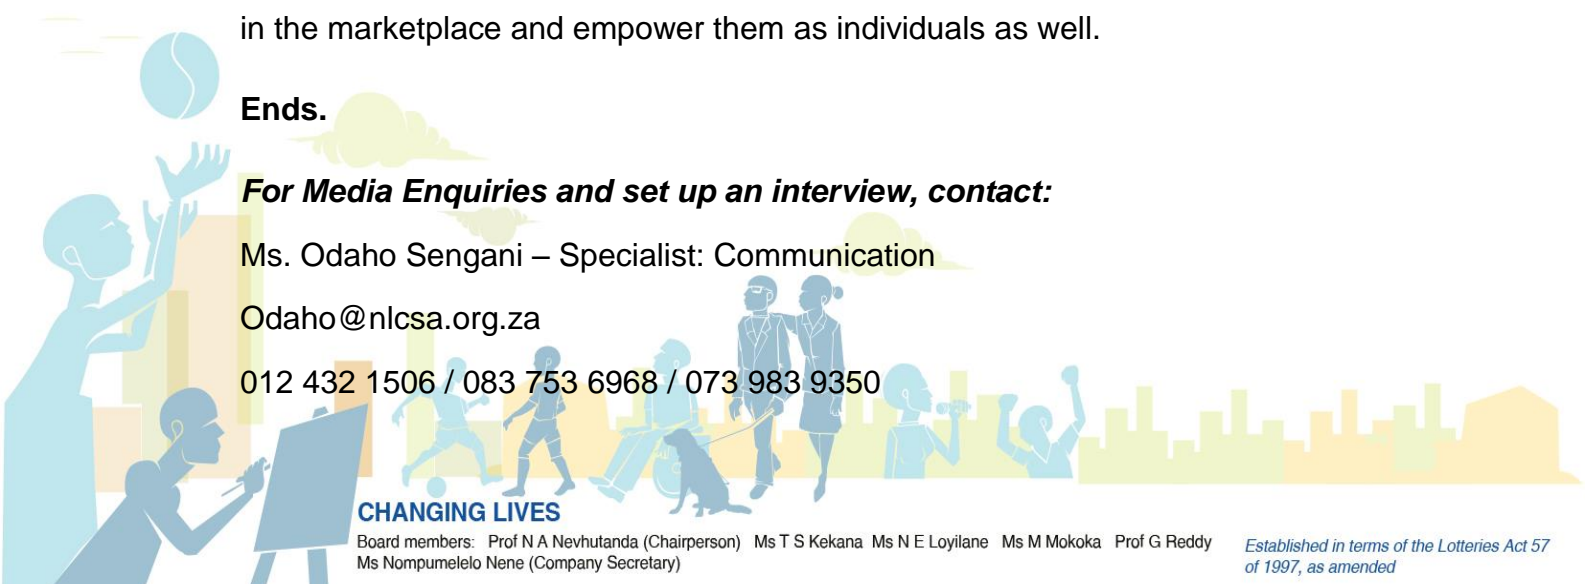 in the marketplace and empower them as individuals as well.
Ends.
For Media Enquiries and set up an interview, contact:
Ms. Odaho Sengani – Specialist: Communication
Odaho@nlcsa.org.za
012 432 1506 / 083 753 6968 / 073 983 9350
CHANGING LIVES
Board members: Prof N A Nevhutanda (Chairperson) Ms T S Kekana Ms N E Loyilane Ms M Mokoka Prof G Reddy
Ms Nompumelelo Nene (Company Secretary)
Established in terms of the Lotteries Act 57
of 1997, as amended